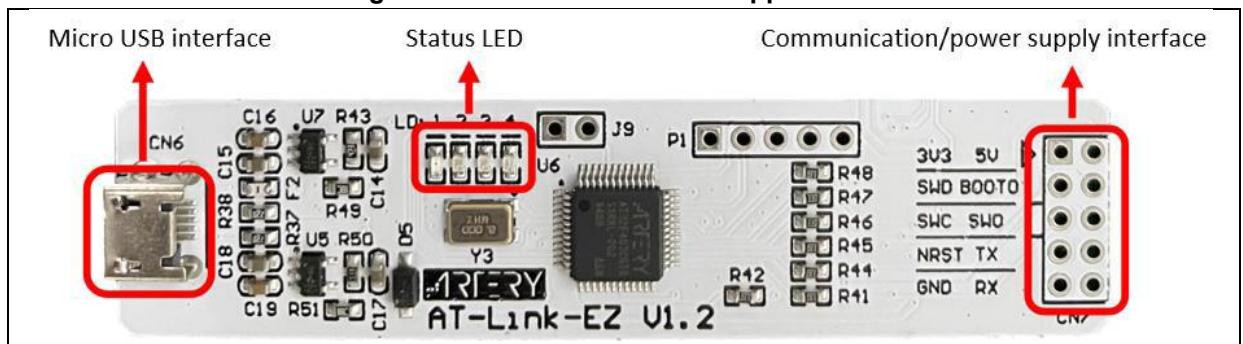 Micro USB interface
Status LED
Communication/power supply interface
CN6
C16
U7
R43
LD: 1 2 3 4
J9
P1
3V3 5V
SWD BOOT0
SWC SWO
NRST TX
GND RX
C15
R38
F2
R49
C14
U6
R48
R47
R46
R45
R44
R41
R42
R37
C18
C19
U5
R50
R51
C17
D5
Y3
ARTERY
AT-Link-EZ V1.2
CN7